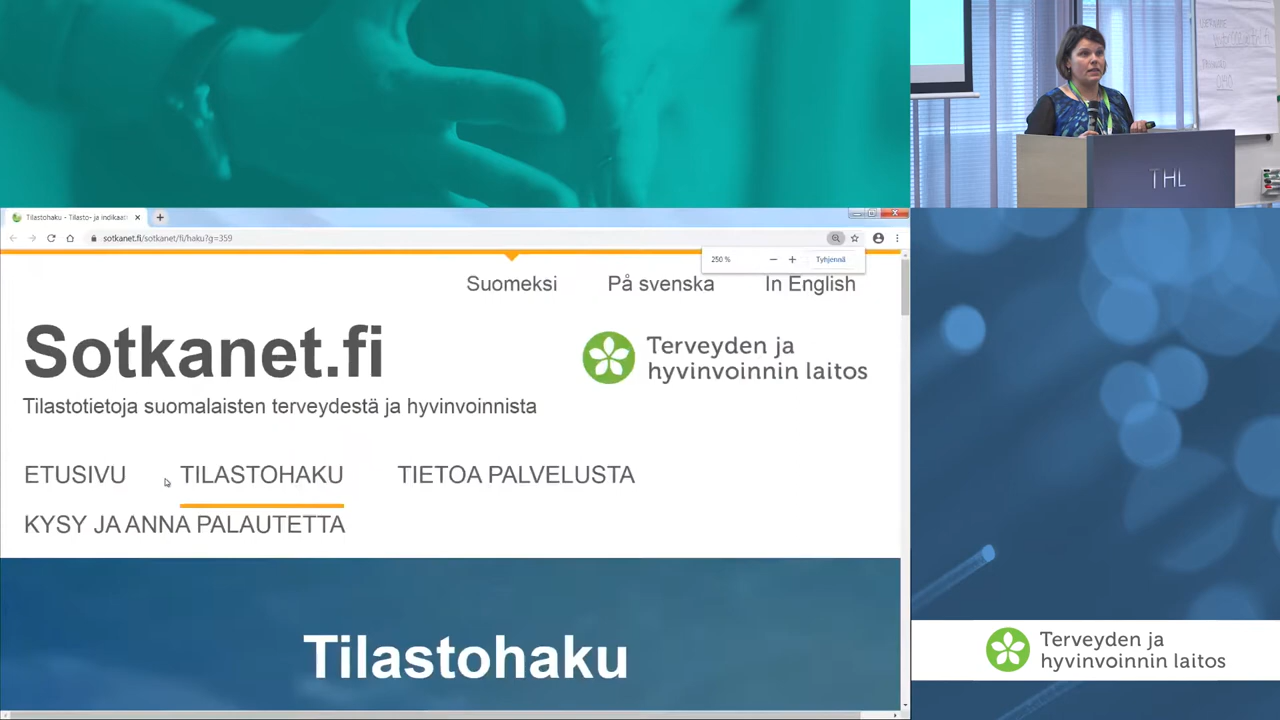 THL
Tilastohaku - Tilasto- ja indikaat
sotkanet.fi/sotkanet/fi/haku?g=359
250 %
Tyhjennä
Suomeksi
På svenska
In English
Sotkanet.fi
Terveyden ja
hyvinvoinnin laitos
Tilastotietoja suomalaisten terveydestä ja hyvinvoinnista
ETUSIVU
TILASTOHAKU
TIETOA PALVELUSTA
KYSY JA ANNA PALAUTETTA
Tilastohaku
Terveyden ja
hyvinvoinnin laitos